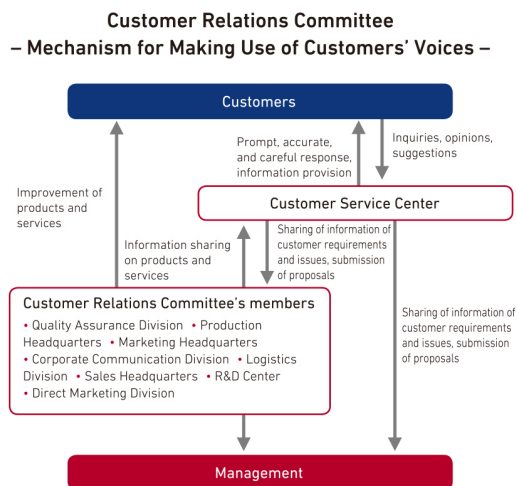 Customer Relations Committee
– Mechanism for Making Use of Customers’ Voices –
Customers
Prompt, accurate,
and careful response,
information provision
Inquiries, opinions,
suggestions
Improvement of
products and
services
Customer Service Center
Information sharing
on products and
services
Sharing of information of
customer requirements
and issues, submission
of proposals
Customer Relations Committee’s members
• Quality Assurance Division • Production
Headquarters • Marketing Headquarters
• Corporate Communication Division • Logistics
Division • Sales Headquarters • R&D Center
• Direct Marketing Division
Sharing of information of
customer requirements
and issues, submission
of proposals
Management